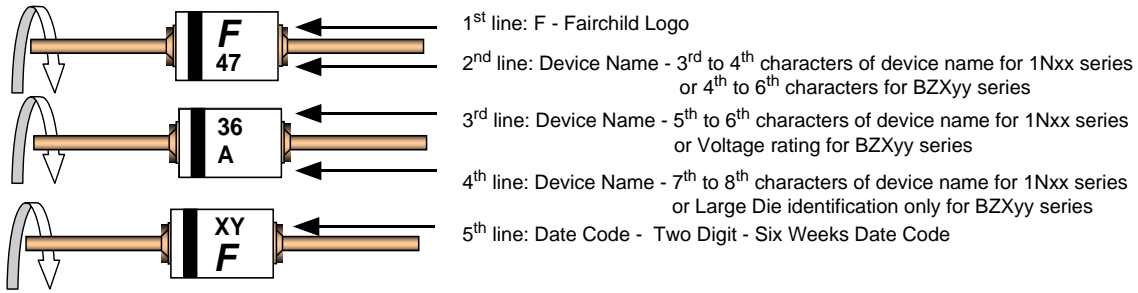 F
47
1st line: F - Fairchild Logo
2nd line: Device Name - 3rd to 4th characters of device name for 1Nxx series
or 4th to 6th characters for BZXyy series
36
A
3rd line: Device Name - 5th to 6th characters of device name for 1Nxx series
or Voltage rating for BZXyy series
4th line: Device Name - 7th to 8th characters of device name for 1Nxx series
or Large Die identification only for BZXyy series
XY
F
5th line: Date Code - Two Digit - Six Weeks Date Code